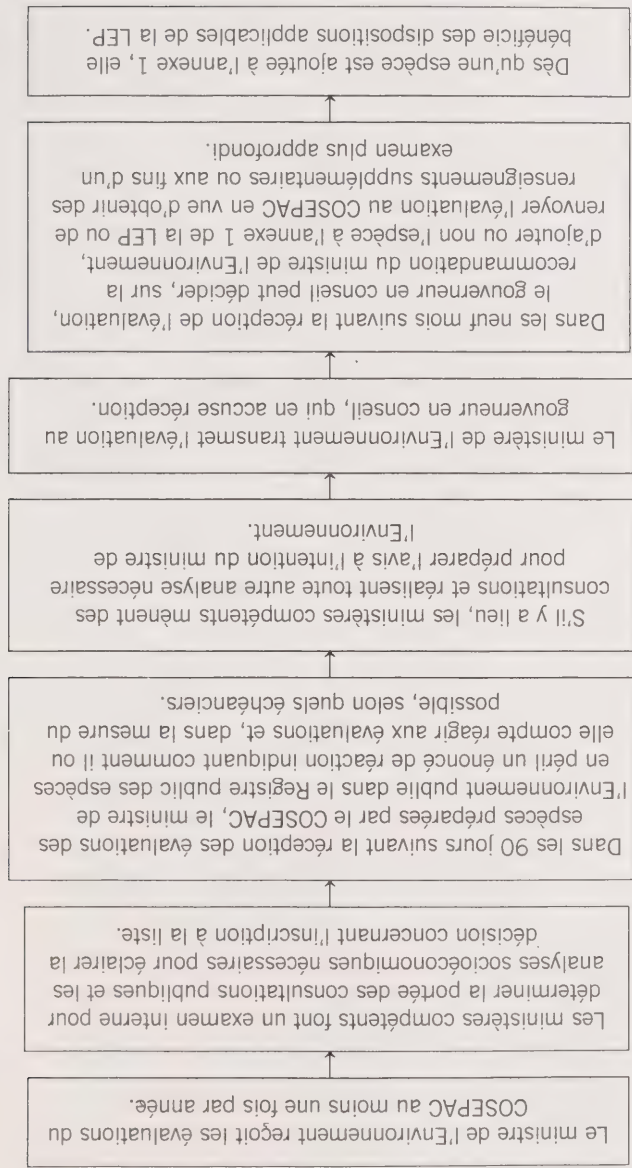 Le ministre de l'Environnement reçoit les évaluations du
COSEPAC au moins une fois par année.
Les ministères compétents font un examen interne pour
déterminer la portée des consultations publiques et les
analyses socioéconomiques nécessaires pour éclairer la
décision concernant l'inscription à la liste.
Dans les 90 jours suivant la réception des évaluations des
espèces préparées par le COSEPAC, le ministre de
l'Environnement publie dans le Registre public des espèces
en péril un énoncé de réaction indiquant comment il ou
elle compte réagir aux évaluations et, dans la mesure du
possible, selon quels échéanciers.
S'il y a lieu, les ministères compétents mènent des
consultations et réalisent toute autre analyse nécessaire
pour préparer l'avis à l'intention du ministre de
l'Environnement.
Le ministère de l'Environnement transmet l'évaluation au
gouverneur en conseil, qui en accuse réception.
Dans les neuf mois suivant la réception de l'évaluation,
le gouverneur en conseil peut décider, sur la
recommandation du ministre de l'Environnement,
d'ajouter ou non l'espèce à l'annexe 1 de la LEP ou de
renvoyer l'évaluation au COSEPAC en vue d'obtenir des
renseignements supplémentaires ou aux fins d'un
examen plus approfondi.
Dès qu'une espèce est ajoutée à l'annexe 1, elle
bénéficie des dispositions applicables de la LEP.